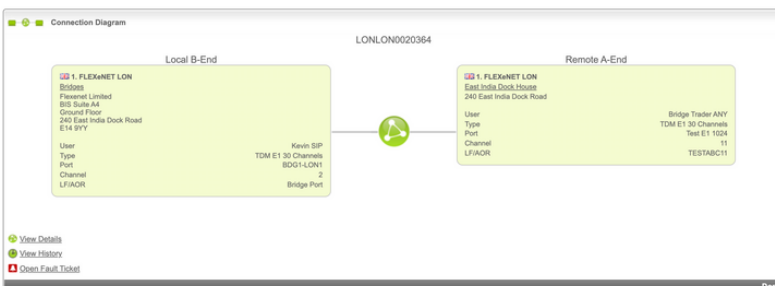 Connection Diagram
LONLON0020364
Local B-End
1. FLEXeNET LON
Bridges
Flexenet Limited
BIS Suite A4
Ground Floor
240 East India Dock Road
E14 9YY
User Kevin SIP
Type TDM E1 30 Channels
Port BDG1-LON1
Channel 2
LF/AOR Bridge Port
Remote A-End
1. FLEXeNET LON
East India Dock House
240 East India Dock Road
User Bridge Trader ANY
Type TDM E1 30 Channels
Port Test E1 1024
Channel 11
LF/AOR TESTABC11
View Details
View History
Open Fault Ticket